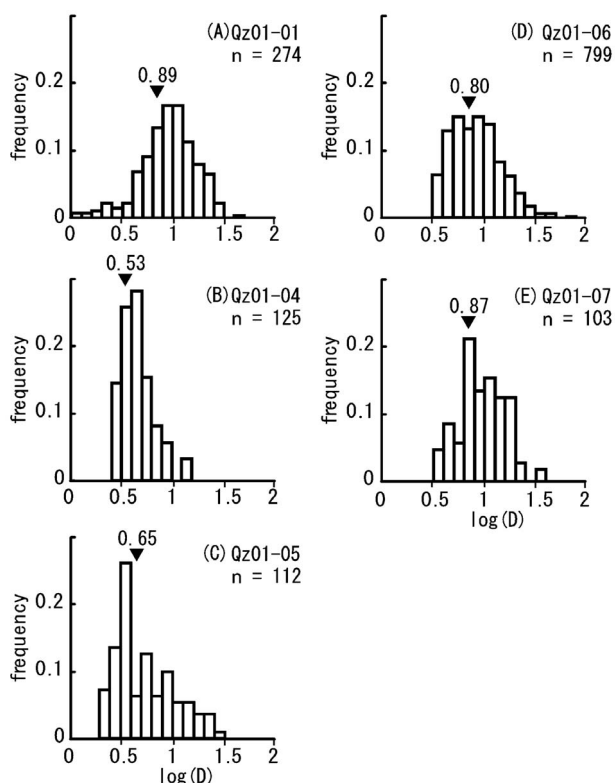 (A) Qz01-01
n = 274
0.89
frequency
0.2
0.1
0
0 0.5 1 1.5 2
(B) Qz01-04
n = 125
0.53
frequency
0.2
0.1
0
0 0.5 1 1.5 2
(C) Qz01-05
n = 112
0.65
frequency
0.2
0.1
0
0 0.5 1 1.5 2
log(D)
(D) Qz01-06
n = 799
0.80
frequency
0.2
0.1
0
0 0.5 1 1.5 2
(E) Qz01-07
n = 103
0.87
frequency
0.2
0.1
0
0 0.5 1 1.5 2
log(D)